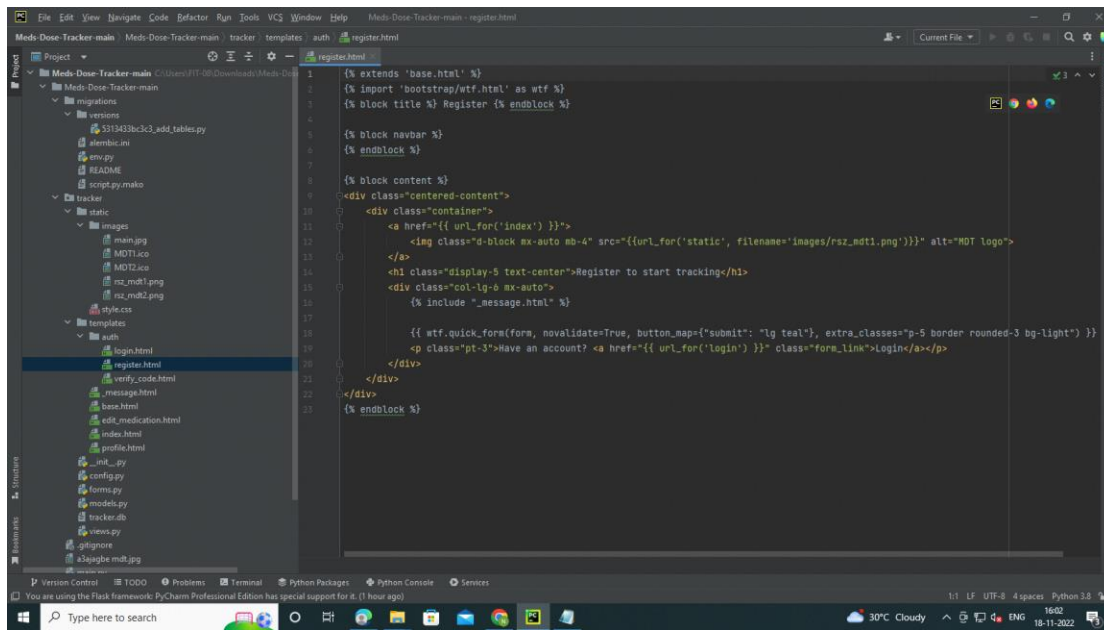 File Edit View Navigate Code Refactor Run Tools VCS Window Help Meds-Dose-Tracker-main - register.html
Meds-Dose-Tracker-main Meds-Dose-Tracker-main tracker templates auth register.html Current File
Project
register.html
Meds-Dose-Tracker-main
Meds-Dose-Tracker-main
migrations
versions
5313433bc3c3_add_tables.py
alembic.ini
env.py
README
script.py.mako
tracker
static
images
main.jpg
MDT1.ico
MDT2.ico
rsz_mdt1.png
rsz_mdt2.png
style.css
templates
auth
login.html
register.html
verify_code.html
_message.html
base.html
edit_medication.html
index.html
profile.html
__init__.py
config.py
forms.py
models.py
tracker.db
views.py
.gitignore
a3ajagbe mdt.jpg
1 {% extends 'base.html' %}
2 {% import 'bootstrap/wtf.html' as wtf %}
3 {% block title %} Register {% endblock %}
4
5 {% block navbar %}
6 {% endblock %}
7
8 {% block content %}
9 <div class="centered-content">
10 <div class="container">
11 <a href="{{ url_for('index') }}">
12 <img class="d-block mx-auto mb-4" src="{{url_for('static', filename='images/rsz_mdt1.png')}}" alt="MDT logo">
13 </a>
14 <h1 class="display-5 text-center">Register to start tracking</h1>
15 <div class="col-lg-6 mx-auto">
16 {% include "_message.html" %}
17
18 {{ wtf.quick_form(form, novalidate=True, button_map={"submit": "lg teal"}, extra_classes="p-5 border rounded-3 bg-light") }}
19 <p class="pt-3">Have an account? <a href="{{ url_for('login') }}" class="form_link">Login</a></p>
20 </div>
21 </div>
22 </div>
23 {% endblock %}
3
Project
Structure
Bookmarks
Version Control TODO Problems Terminal Python Packages Python Console Services
You are using the Flask framework: PyCharm Professional Edition has special support for it. (1 hour ago) 1:1 LF UTF-8 4 spaces Python 3.8
Type here to search
30°C Cloudy ENG 16:02
18-11-2022